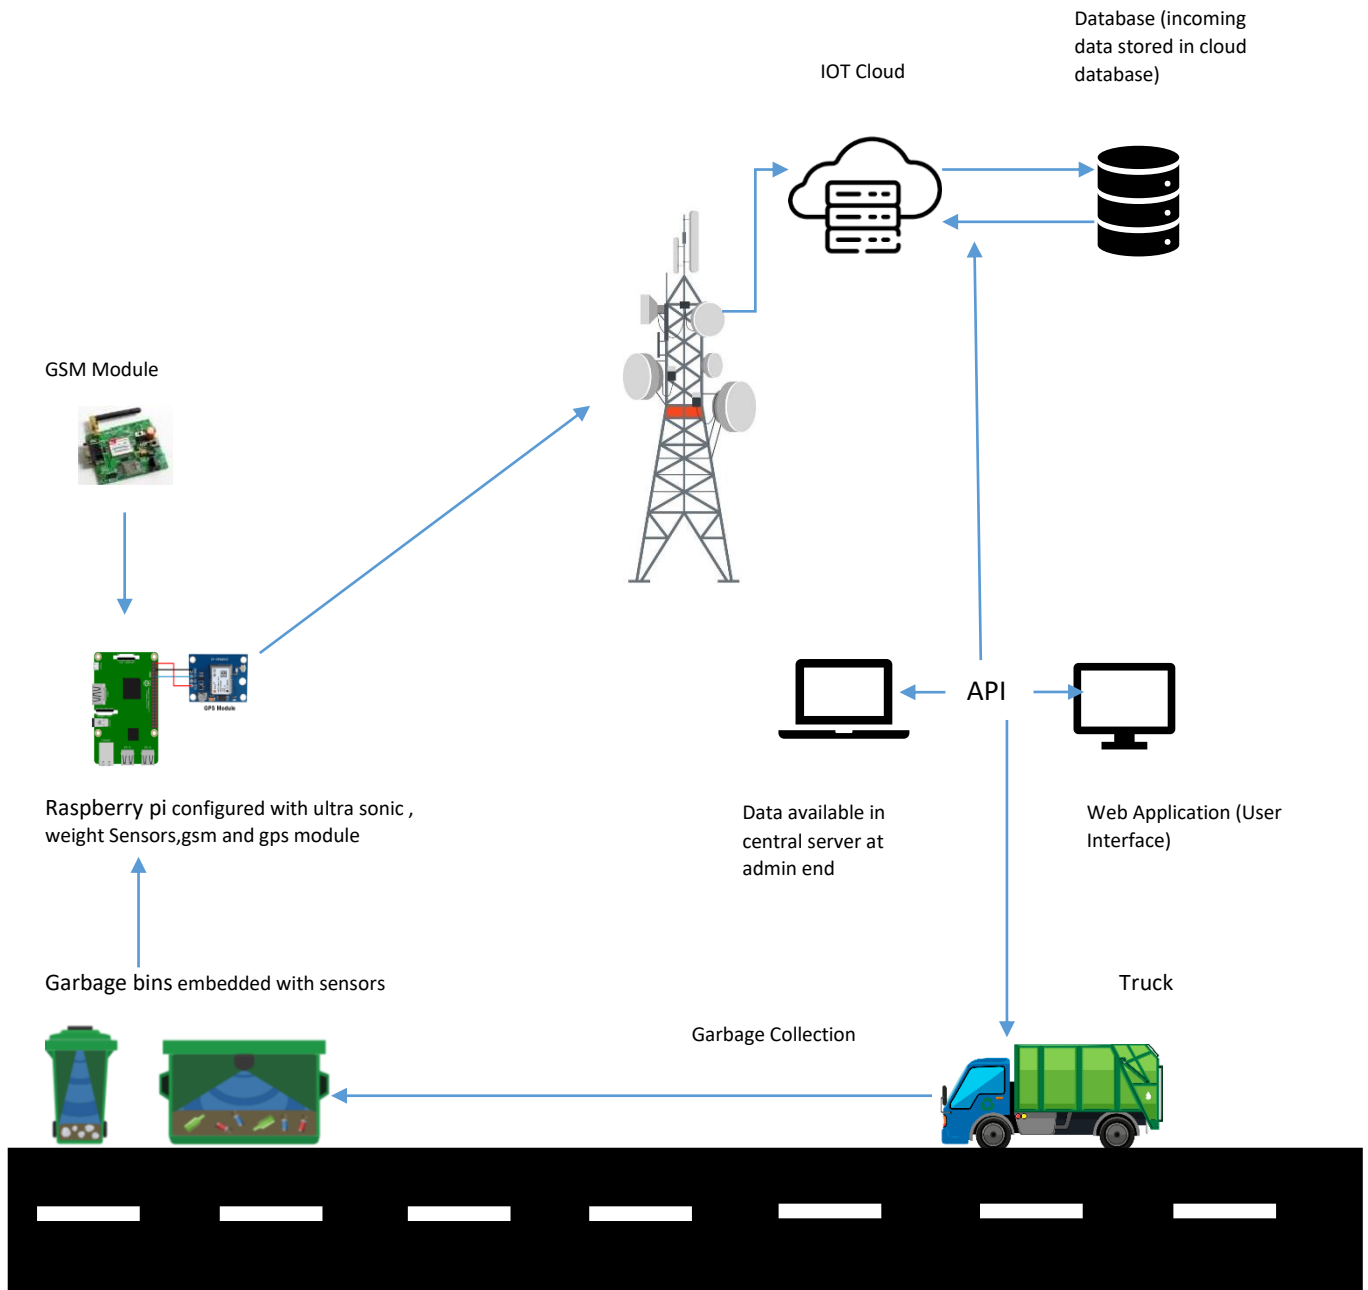 Database (incoming
data stored in cloud
database)
IOT Cloud
GSM Module
GPS Module
API
Raspberry pi configured with ultra sonic ,
weight Sensors,gsm and gps module
Data available in
central server at
admin end
Web Application (User
Interface)
Garbage bins embedded with sensors
Truck
Garbage Collection